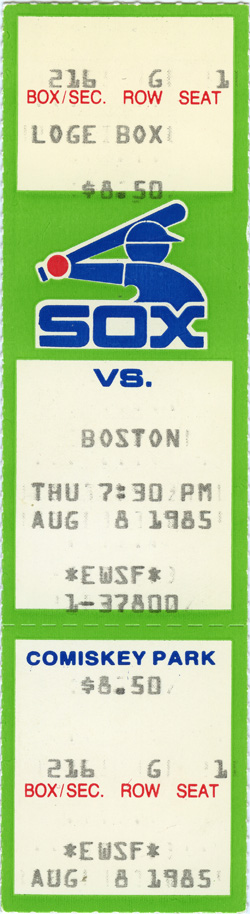 216 G 1
BOX/SEC. ROW SEAT
LOGE BOX
$8.50
SOX
VS.
BOSTON
THU 7:30 PM
AUG 8 1985
*EWSF*
1-37800
COMISKEY PARK
$8.50
216 G 1
BOX/SEC. ROW SEAT
*EWSF*
AUG 8 1985